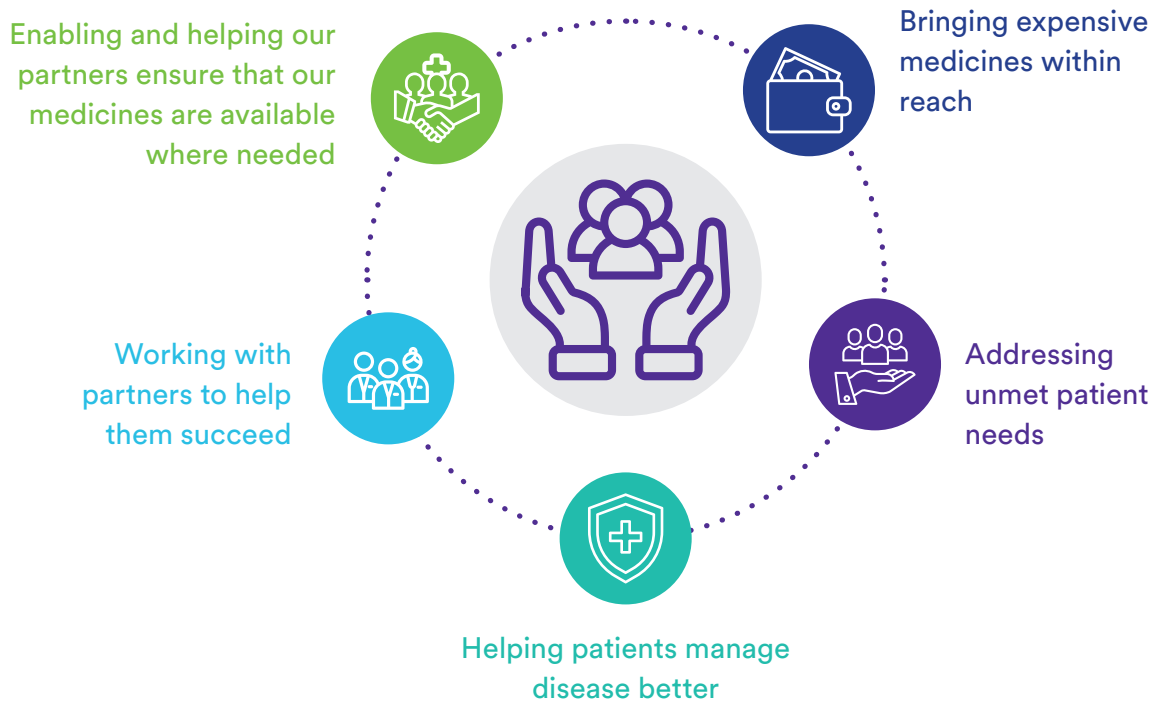 Enabling and helping our
partners ensure that our
medicines are available
where needed
Bringing expensive
medicines within
reach
Working with
partners to help
them succeed
Addressing
unmet patient
needs
Helping patients manage
disease better